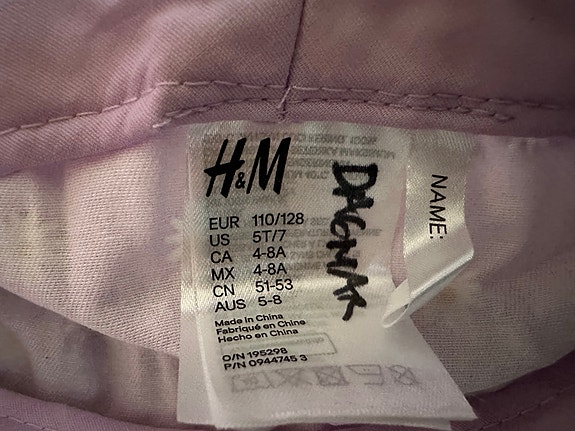 H&M
EUR 110/128
US 5T/7
CA 4-8A
MX 4-8A
CN 51-53
AUS 5-8
Made in China
Fabriqué en Chine
Hecho en China
O/N 195298
P/N 0944745 3
DAGMAR
NAME: